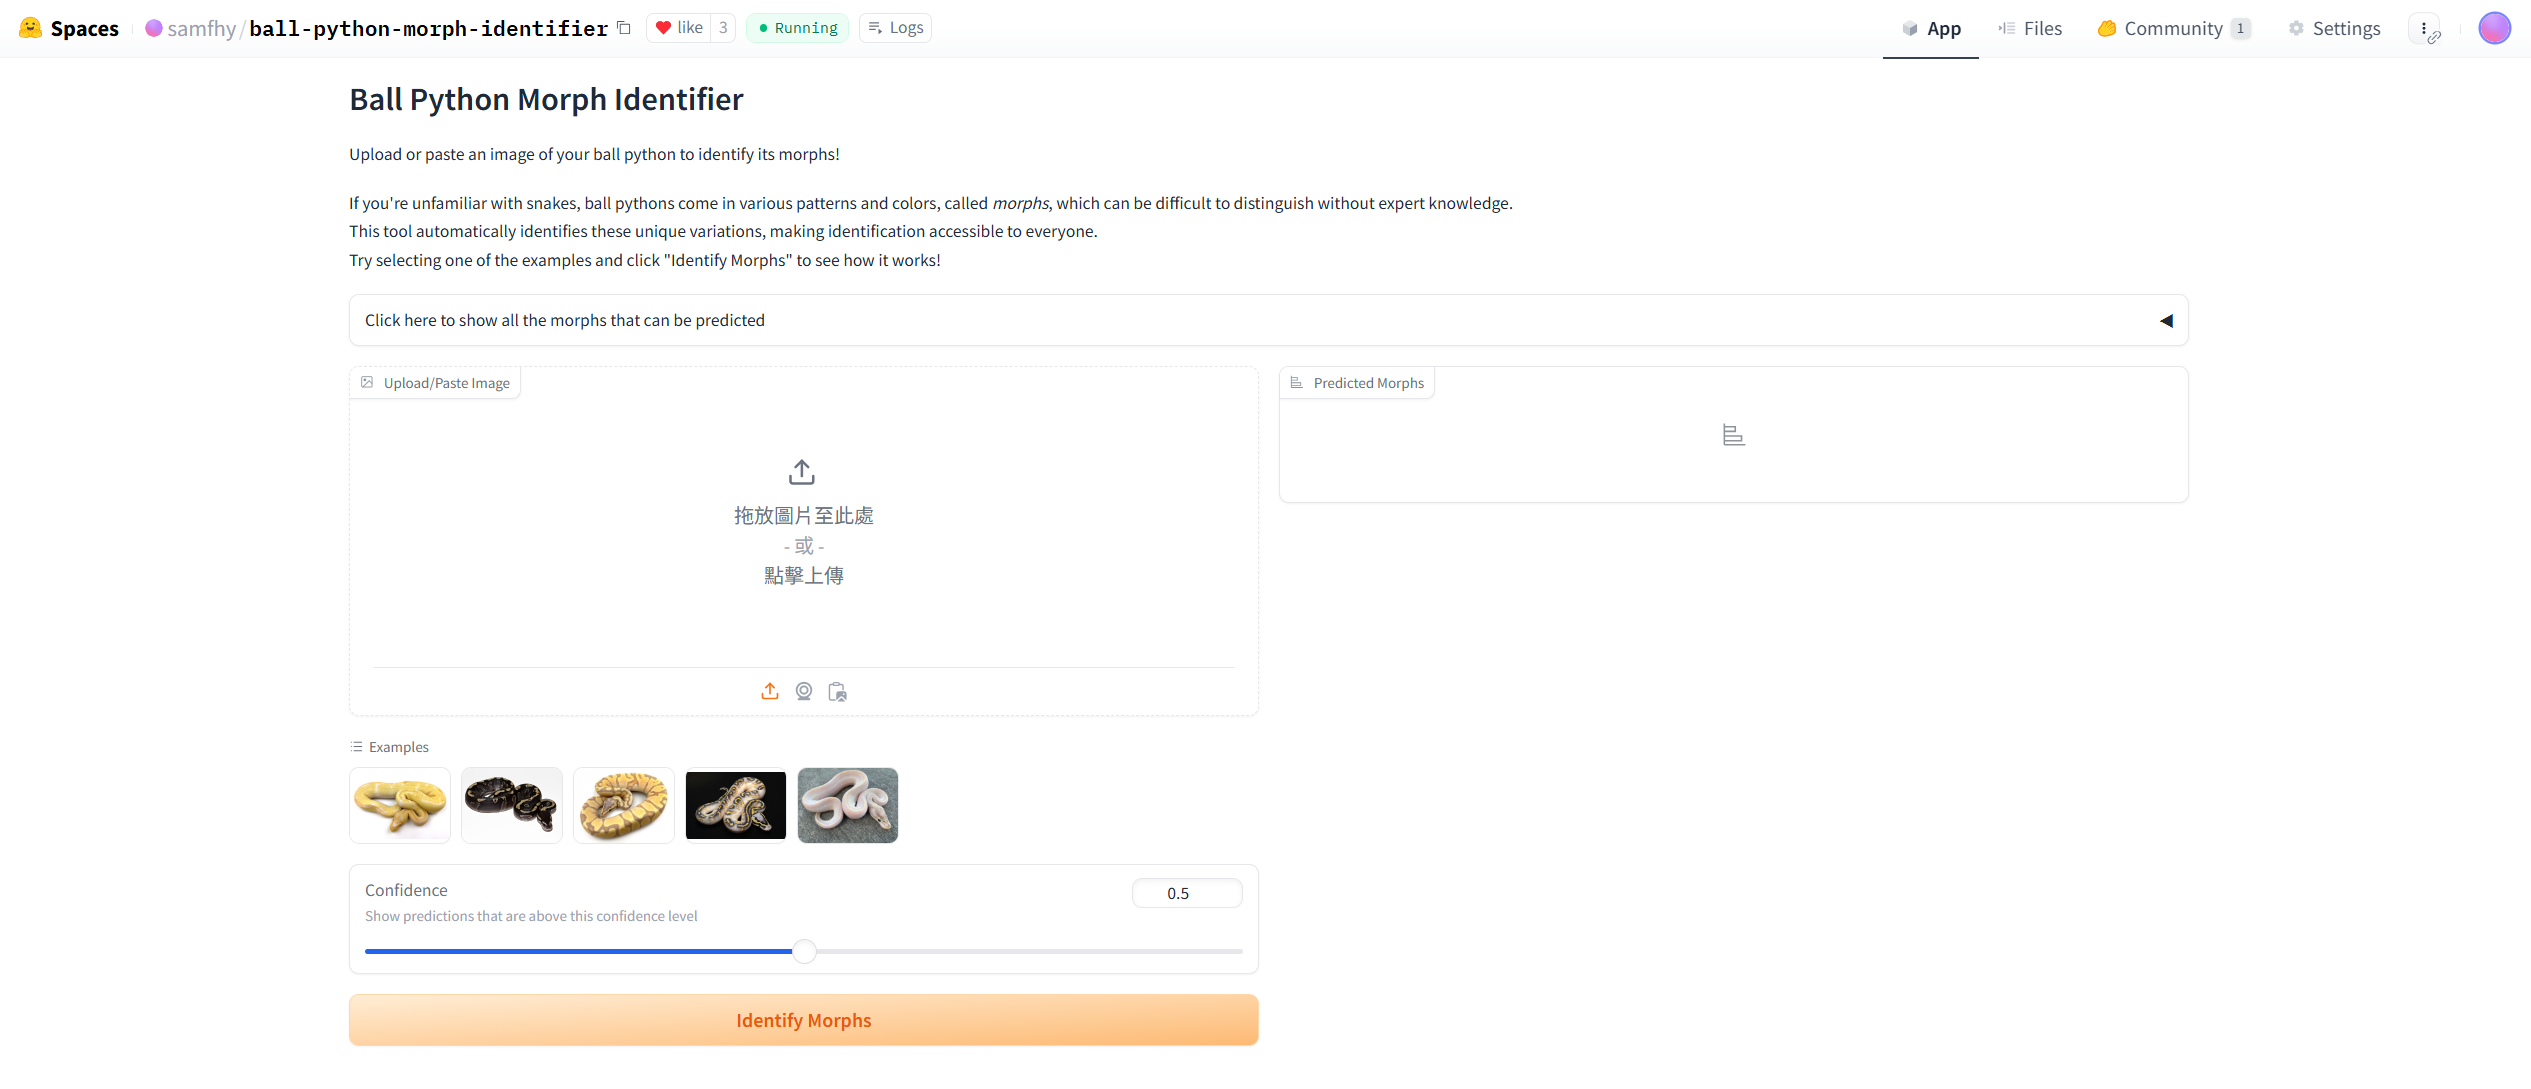 Spaces
samfhy/ball-python-morph-identifier
like 3
Running
Logs
App
Files
Community 1
Settings
Ball Python Morph Identifier
Upload or paste an image of your ball python to identify its morphs!
If you're unfamiliar with snakes, ball pythons come in various patterns and colors, called morphs, which can be difficult to distinguish without expert knowledge.
This tool automatically identifies these unique variations, making identification accessible to everyone.
Try selecting one of the examples and click "Identify Morphs" to see how it works!
Click here to show all the morphs that can be predicted
Upload/Paste Image
拖放圖片至此處
- 或 -
點擊上傳
Predicted Morphs
Examples
Confidence
0.5
Show predictions that are above this confidence level
Identify Morphs